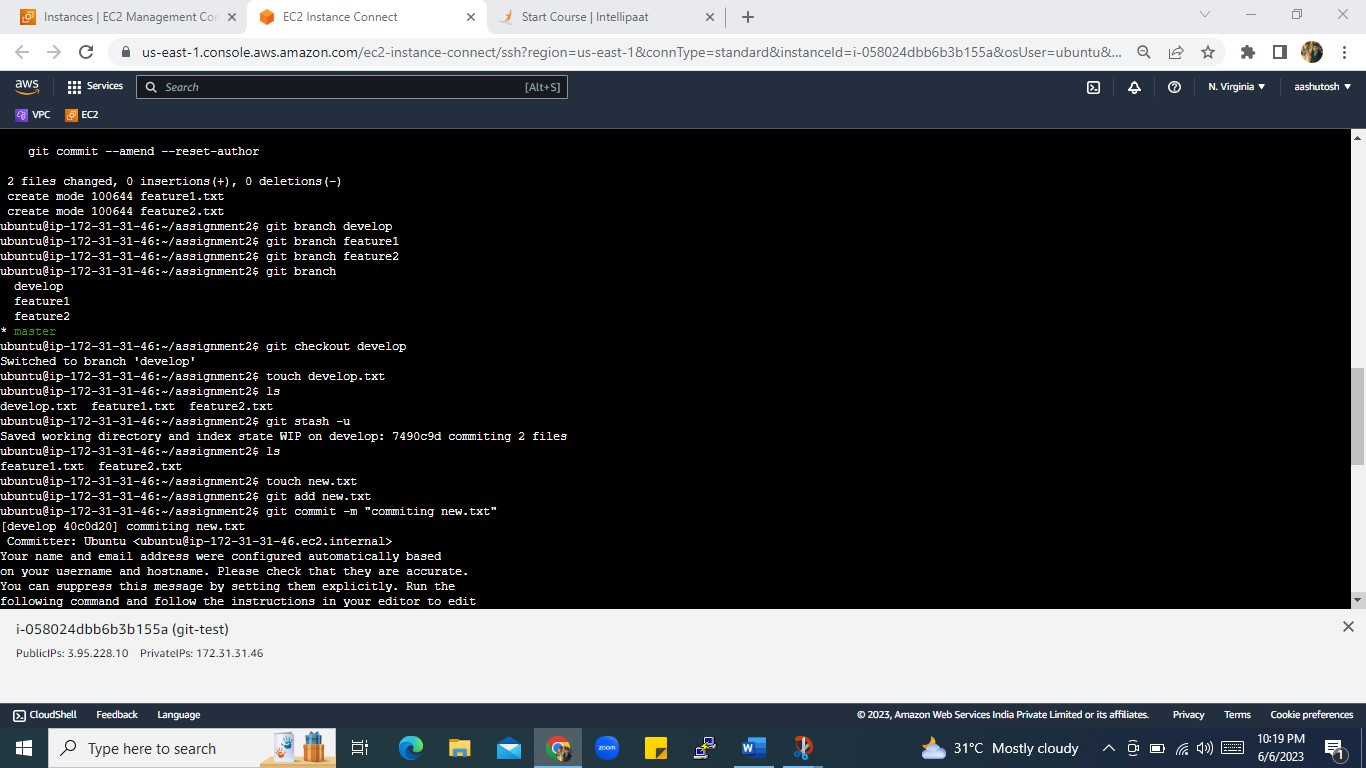 Instances | EC2 Management Con
EC2 Instance Connect
Start Course | Intellipaat
us-east-1.console.aws.amazon.com/ec2-instance-connect/ssh?region=us-east-1&connType=standard&instanceId=i-058024dbb6b3b155a&osUser=ubuntu&...
aws
Services
Search
[Alt+S]
N. Virginia
aashutosh
VPC
EC2
git commit --amend --reset-author
2 files changed, 0 insertions(+), 0 deletions(-)
create mode 100644 feature1.txt
create mode 100644 feature2.txt
ubuntu@ip-172-31-31-46:~/assignment2$ git branch develop
ubuntu@ip-172-31-31-46:~/assignment2$ git branch feature1
ubuntu@ip-172-31-31-46:~/assignment2$ git branch feature2
ubuntu@ip-172-31-31-46:~/assignment2$ git branch
develop
feature1
feature2
* master
ubuntu@ip-172-31-31-46:~/assignment2$ git checkout develop
Switched to branch 'develop'
ubuntu@ip-172-31-31-46:~/assignment2$ touch develop.txt
ubuntu@ip-172-31-31-46:~/assignment2$ ls
develop.txt  feature1.txt  feature2.txt
ubuntu@ip-172-31-31-46:~/assignment2$ git stash -u
Saved working directory and index state WIP on develop: 7490c9d commiting 2 files
ubuntu@ip-172-31-31-46:~/assignment2$ ls
feature1.txt  feature2.txt
ubuntu@ip-172-31-31-46:~/assignment2$ touch new.txt
ubuntu@ip-172-31-31-46:~/assignment2$ git add new.txt
ubuntu@ip-172-31-31-46:~/assignment2$ git commit -m "commiting new.txt"
[develop 40c0d20] commiting new.txt
Committer: Ubuntu <ubuntu@ip-172-31-31-46.ec2.internal>
Your name and email address were configured automatically based
on your username and hostname. Please check that they are accurate.
You can suppress this message by setting them explicitly. Run the
following command and follow the instructions in your editor to edit
i-058024dbb6b3b155a (git-test)
PublicIPs: 3.95.228.10 PrivateIPs: 172.31.31.46
CloudShell
Feedback
Language
© 2023, Amazon Web Services India Private Limited or its affiliates.
Privacy
Terms
Cookie preferences
Type here to search
zoom
31°C Mostly cloudy
10:19 PM
6/6/2023
1